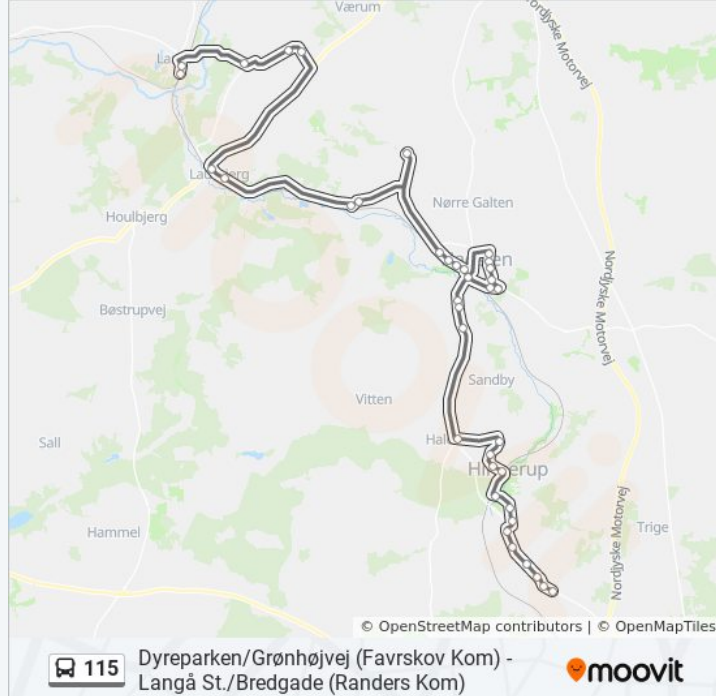 Nordjyske Motorvej
Værum
Houlbjerg
Nørre Galten
Nordjyske Motorvej
Bøstrupvej
Sandby
Vitten
Sall
Hammel
Trige
Nordjyske Motorvej
© OpenStreetMap contributors | © OpenMapTiles
115
Dyreparken/Grønhøjvej (Favrskov Kom) -
Langå St./Bredgade (Randers Kom)
moovit